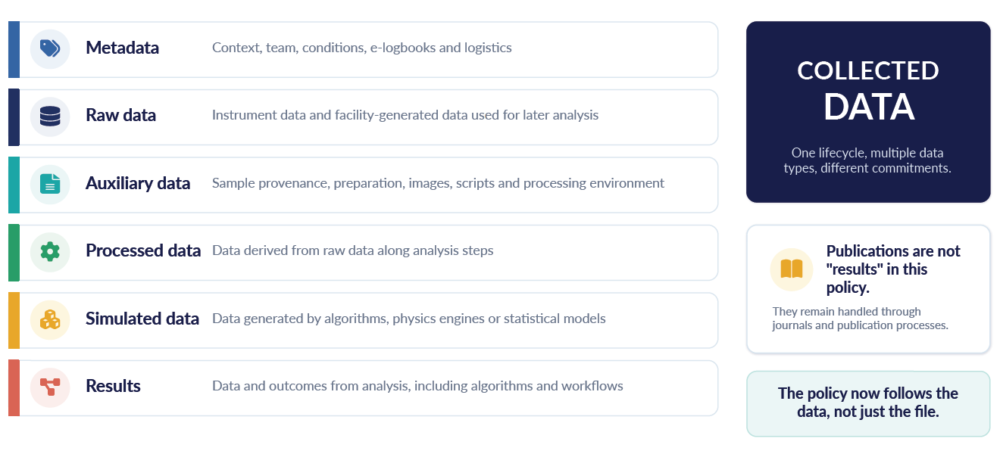 Metadata
Context, team, conditions, e-logbooks and logistics
Raw data
Instrument data and facility-generated data used for later analysis
Auxiliary data
Sample provenance, preparation, images, scripts and processing environment
Processed data
Data derived from raw data along analysis steps
Simulated data
Data generated by algorithms, physics engines or statistical models
Results
Data and outcomes from analysis, including algorithms and workflows
COLLECTED
DATA
One lifecycle, multiple data
types, different commitments.
Publications are not
"results" in this
policy.
They remain handled through
journals and publication processes.
The policy now follows the
data, not just the file.